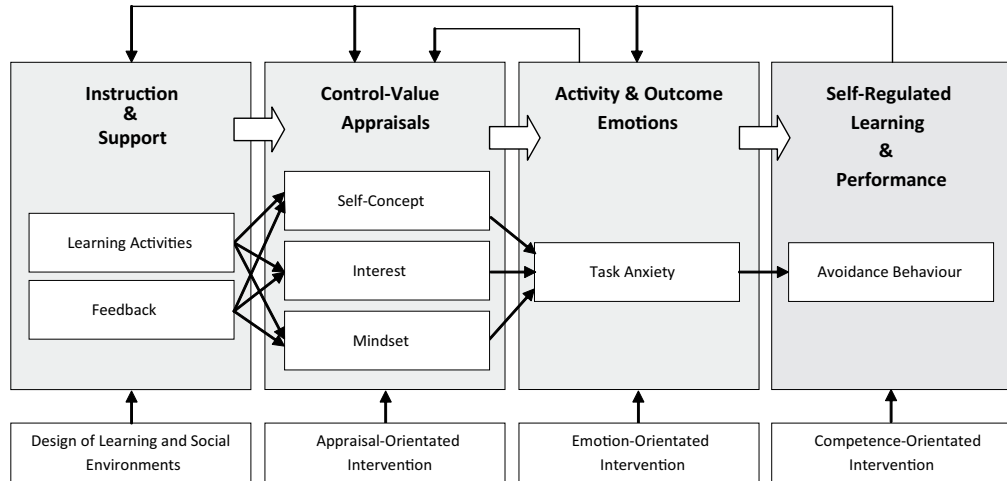 Instruction
&
Support
Control-Value
Appraisals
Activity & Outcome
Emotions
Self-Regulated
Learning
&
Performance
Learning Activities
Feedback
Self-Concept
Interest
Mindset
Task Anxiety
Avoidance Behaviour
Design of Learning and Social
Environments
Appraisal-Orientated
Intervention
Emotion-Orientated
Intervention
Competence-Orientated
Intervention